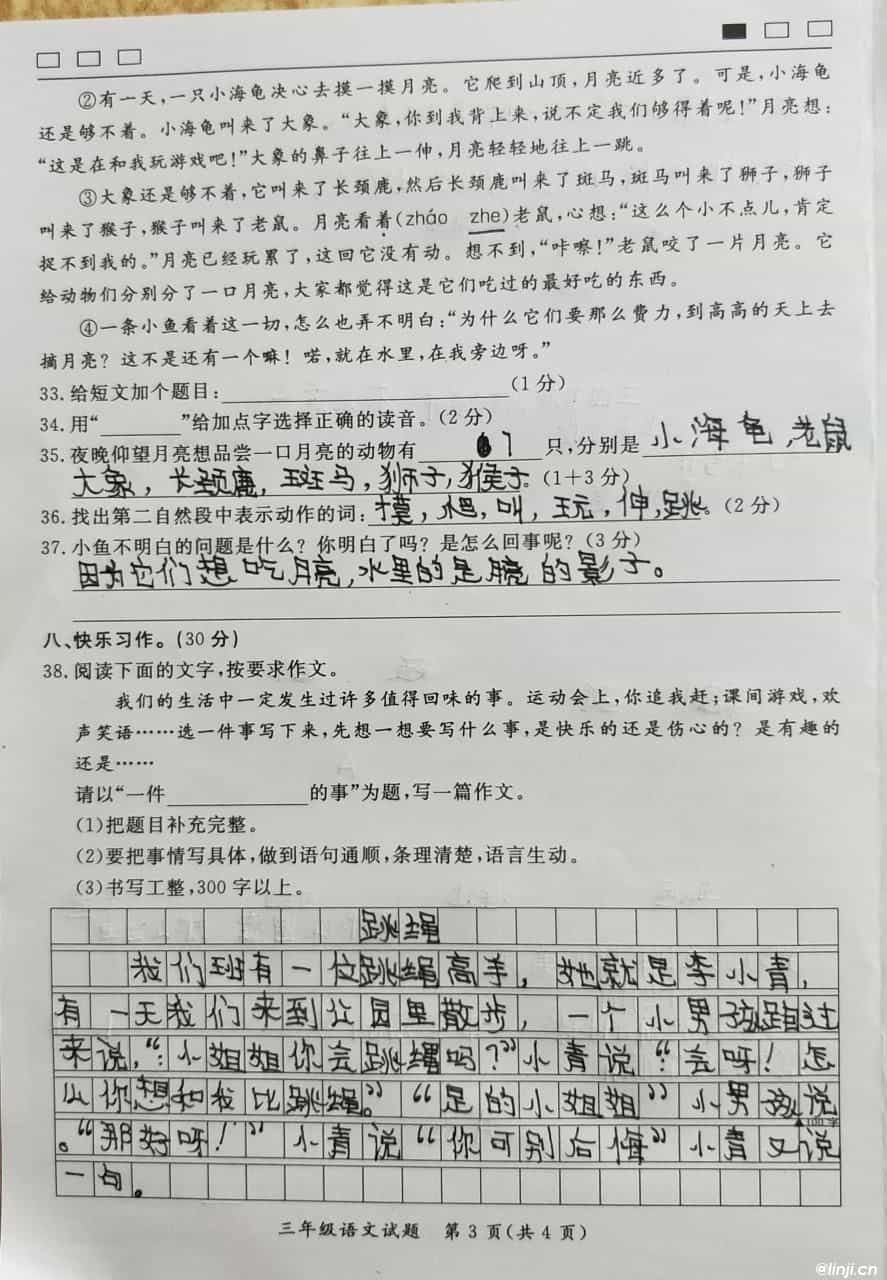 ②有一天,一只小海龟决心去摸一摸月亮。它爬到山顶,月亮近多了。可是,小海龟
还是够不着。小海龟叫来了大象。“大象,你到我背上来,说不定我们够得着呢!”月亮想:
“这是在和我玩游戏吧!”大象的鼻子往上一伸,月亮轻轻地往上一跳。
③大象还是够不着,它叫来了长颈鹿,然后长颈鹿叫来了斑马,斑马叫来了狮子,狮子
叫来了猴子,猴子叫来了老鼠。月亮看着(zháo zhe)老鼠,心想:“这么个小不点儿,肯定
捉不到我的。”月亮已经玩累了,这回它没有动。想不到,“咔嚓!”老鼠咬了一片月亮。它
给动物们分别分了一口月亮,大家都觉得这是它们吃过的最好吃的东西。
④一条小鱼看着这一切,怎么也弄不明白:“为什么它们要那么费力,到高高的天上去
摘月亮?这不是还有一个嘛!喏,就在水里,在我旁边呀。”
33.给短文加个题目:(1分)
34.用“ ”给加点字选择正确的读音。(2分)
35.夜晚仰望月亮想品尝一口月亮的动物有 7 只,分别是 小海龟,老鼠
大象,长颈鹿,斑马,狮子,猴子。(1+3分)
36.找出第二自然段中表示动作的词:摸,爬,叫,玩,伸,跳。(2分)
37.小鱼不明白的问题是什么?你明白了吗?是怎么回事呢?(3分)
因为它们想吃月亮,水里的是月亮的影子。
八、快乐习作。(30分)
38.阅读下面的文字,按要求作文。
我们的生活中一定发生过许多值得回味的事。运动会上,你追我赶;课间游戏,欢
声笑语……选一件事写下来,先想一想要写什么事,是快乐的还是伤心的?是有趣的
还是……
请以“一件 的事”为题,写一篇作文。
(1)把题目补充完整。
(2)要把事情写具体,做到语句通顺,条理清楚,语言生动。
(3)书写工整,300字以上。
跳绳
我们班有一位跳绳高手,她就是李小青,
有一天我们来到公园里散步,一个小男孩跑过
来说,“:小姐姐你会跳绳吗?”小青说“:会呀!怎
么你想和我比跳绳。”“是的小姐姐”小男孩说
100字
。“那好呀!”小青说“你可别后悔”小青又说
一句。
三年级语文试题 第3页(共4页)
@linji.cn